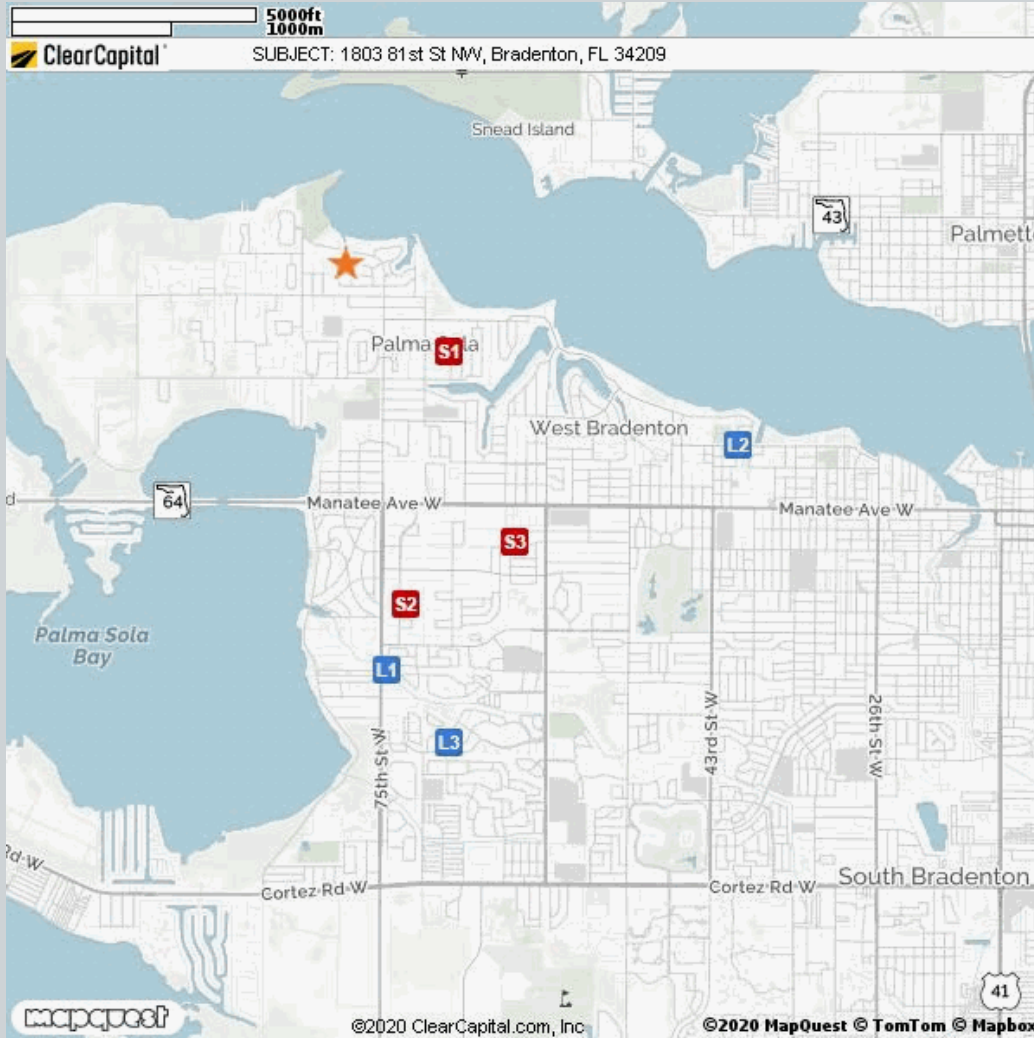 5000ft
1000m
ClearCapital
SUBJECT: 1803 81st St NW, Bradenton, FL 34209
Snead Island
43
Palmett
Palma Sola
S1
West Bradenton
L2
64
d
Manatee Ave W
Manatee Ave W
S3
S2
Palma Sola
Bay
L1
L3
75th St W
43rd St W
26th St W
Rd W
Cortez Rd W
Cortez Rd W
South Bradenton
41
mapquest
©2020 ClearCapital.com, Inc
©2020 MapQuest © TomTom © Mapbox